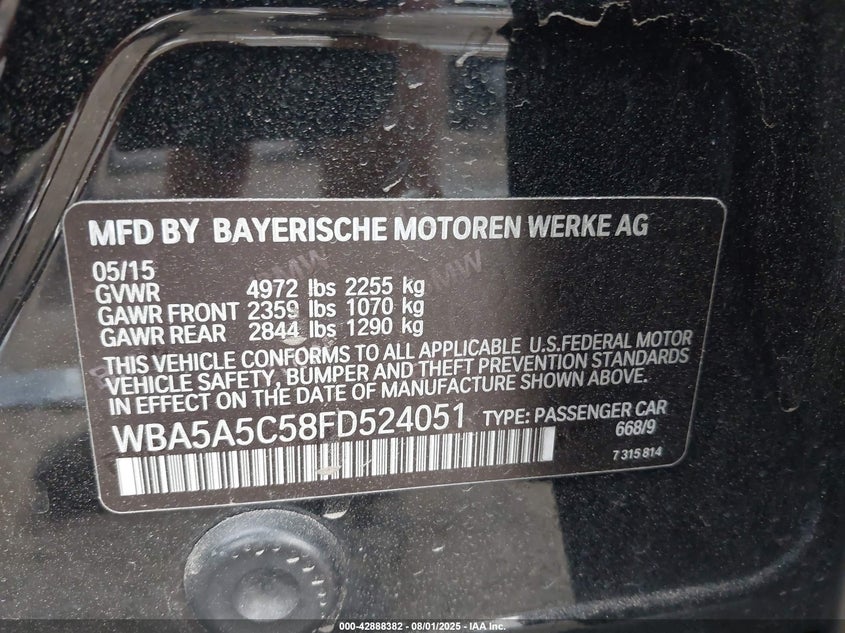 MFD BY BAYERISCHE MOTOREN WERKE AG
05/15
GVWR 4972 lbs 2255 kg
GAWR FRONT 2359 lbs 1070 kg
GAWR REAR 2844 lbs 1290 kg
THIS VEHICLE CONFORMS TO ALL APPLICABLE U.S.FEDERAL MOTOR
VEHICLE SAFETY, BUMPER AND THEFT PREVENTION STANDARDS
IN EFFECT ON THE DATE OF MANUFACTURE SHOWN ABOVE.
WBA5A5C58FD524051 TYPE: PASSENGER CAR
668/9
7 315 814
000-42888382 - 08/01/2025 - IAA Inc.